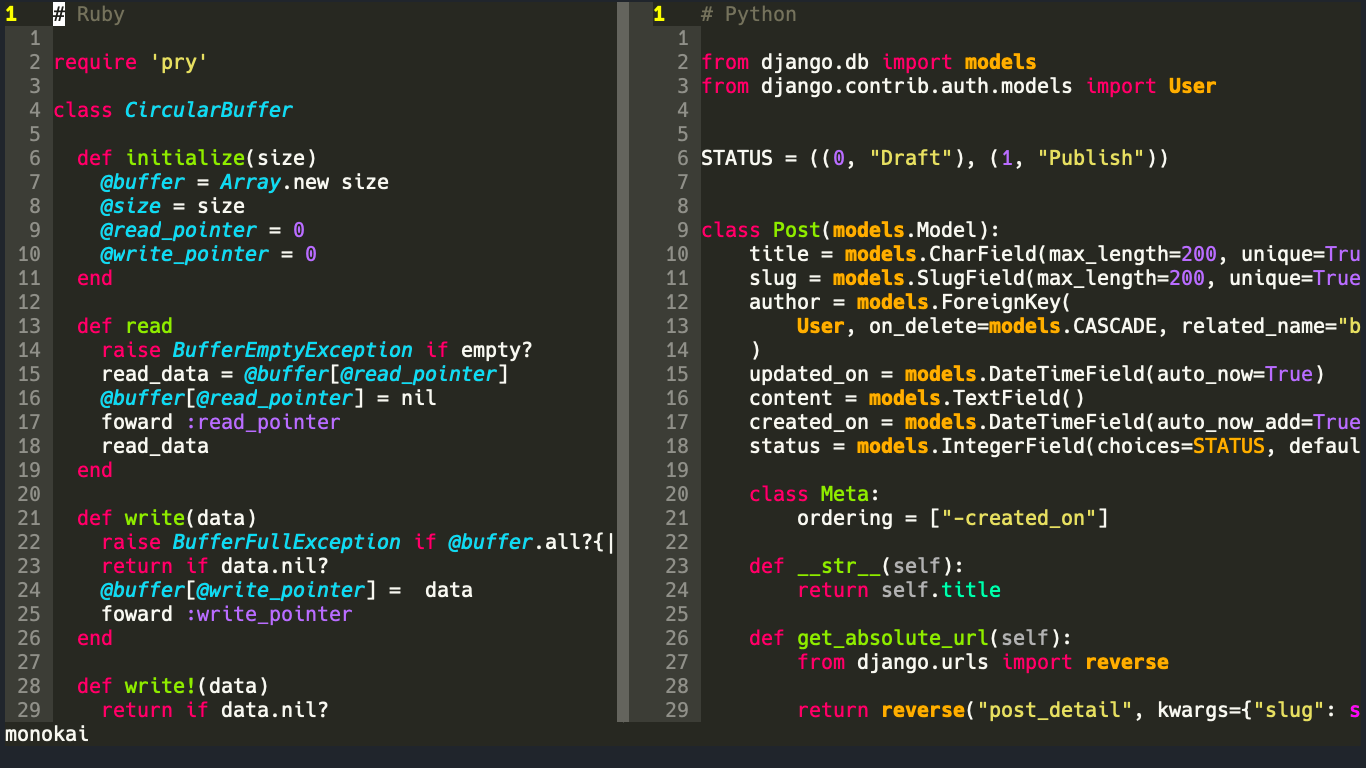 1 # Ruby
1
2 require 'pry'
3
4 class CircularBuffer
5
6   def initialize(size)
7     @buffer = Array.new size
8     @size = size
9     @read_pointer = 0
10     @write_pointer = 0
11   end
12
13   def read
14     raise BufferEmptyException if empty?
15     read_data = @buffer[@read_pointer]
16     @buffer[@read_pointer] = nil
17     foward :read_pointer
18     read_data
19   end
20
21   def write(data)
22     raise BufferFullException if @buffer.all?{|
23     return if data.nil?
24     @buffer[@write_pointer] =  data
25     foward :write_pointer
26   end
27
28   def write!(data)
29     return if data.nil?
1 # Python
1
2 from django.db import models
3 from django.contrib.auth.models import User
4
5
6 STATUS = ((0, "Draft"), (1, "Publish"))
7
8
9 class Post(models.Model):
10     title = models.CharField(max_length=200, unique=Tru
11     slug = models.SlugField(max_length=200, unique=True
12     author = models.ForeignKey(
13         User, on_delete=models.CASCADE, related_name="b
14     )
15     updated_on = models.DateTimeField(auto_now=True)
16     content = models.TextField()
17     created_on = models.DateTimeField(auto_now_add=True
18     status = models.IntegerField(choices=STATUS, defaul
19
20     class Meta:
21         ordering = ["-created_on"]
22
23     def __str__(self):
24         return self.title
25
26     def get_absolute_url(self):
27         from django.urls import reverse
28
29         return reverse("post_detail", kwargs={"slug": s
monokai